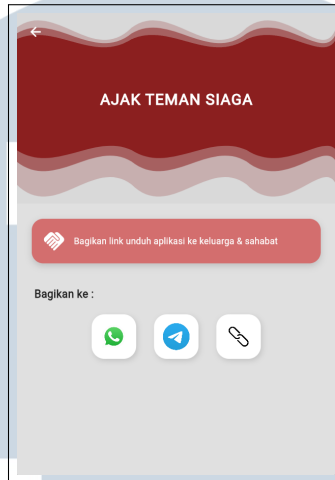 AJAK TEMAN SIAGA
Bagikan link unduh aplikasi ke keluarga & sahabat
Bagikan ke :